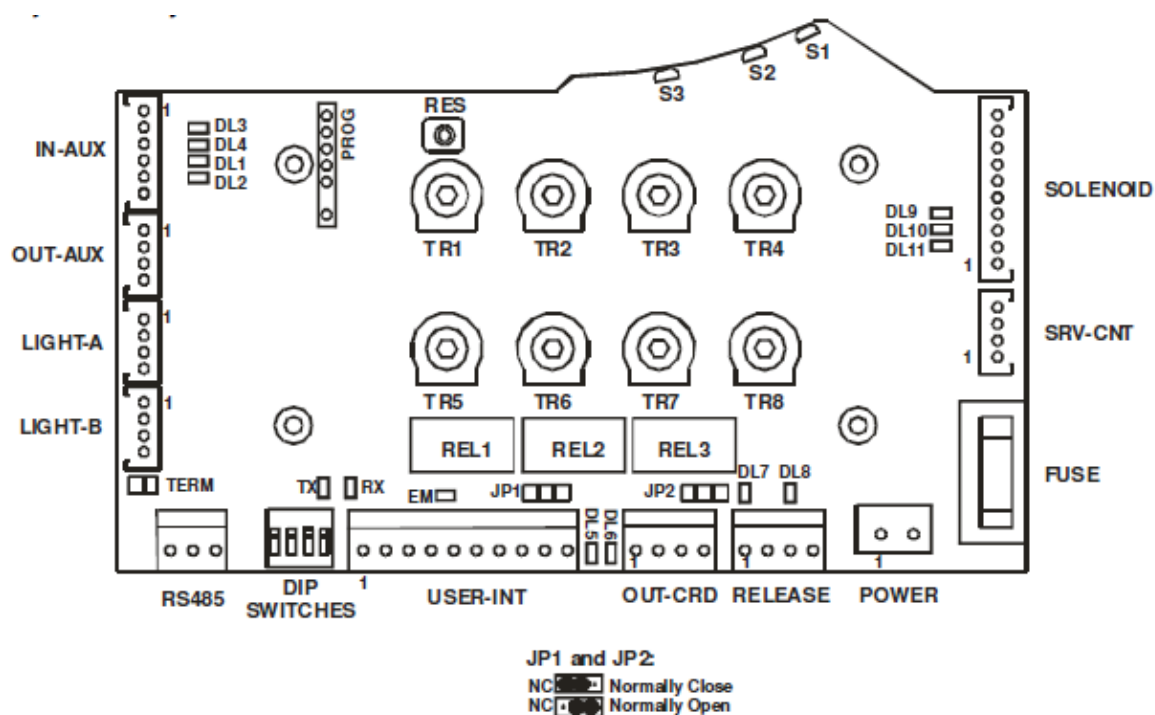 S1
S2
S3
RES
1
PROG
DL3
DL4
DL1
DL2
IN-AUX
SOLENOID
TR1 TR2 TR3 TR4
DL9
DL10
DL11
1
1
OUT-AUX
1
LIGHT-A
1
SRV-CNT
TR5 TR6 TR7 TR8
1
LIGHT-B
REL1 REL2 REL3
FUSE
TERM
TX RX
EM
JP1
JP2
DL7 DL8
DL5
DL6
1
1
1
1
RS485
DIP
SWITCHES
USER-INT
OUT-CRD
RELEASE
POWER
JP1 and JP2:
NC Normally Close
NC Normally Open